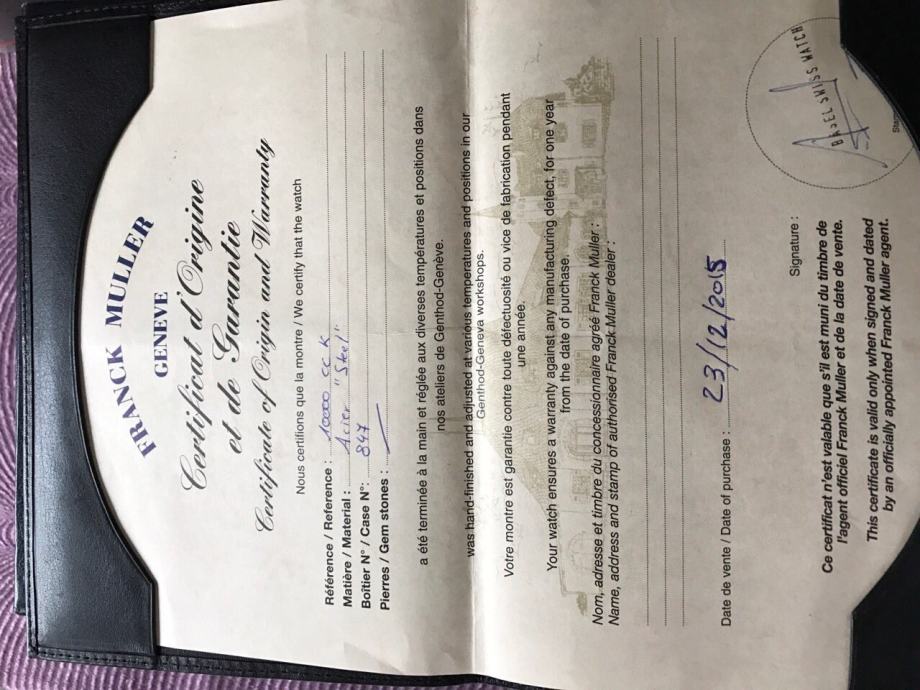 FRANCK MULLER
GENEVE
Certificat d'Origine
et de Garantie
Certificate of Origin and Warranty
Nous certifions que la montre / We certify that the watch
Référence / Reference : 10000 CC K
Matière / Material : Acier "Steel"
Boîtier N° / Case N°: 847
Pierres / Gem stones :
a été terminée à la main et réglée aux diverses températures et positions dans
nos ateliers de Genthod-Genève.
was hand-finished and adjusted at various temperatures and positions in our
Genthod-Geneva workshops.
Votre montre est garantie contre toute défectuosité ou vice de fabrication pendant
une année.
Your watch ensures a warranty against any manufacturing defect, for one year
from the date of purchase.
Nom, adresse et timbre du concessionnaire agréé Franck Muller :
Name, address and stamp of authorised Franck Muller dealer :
Date de vente / Date of purchase : 23/12/2015
Signature :
BASEL SWISS WATCH
Ce certificat n'est valable que s'il est muni du timbre de
l'agent officiel Franck Muller et de la date de vente.
This certificate is valid only when signed and dated
by an officially appointed Franck Muller agent.